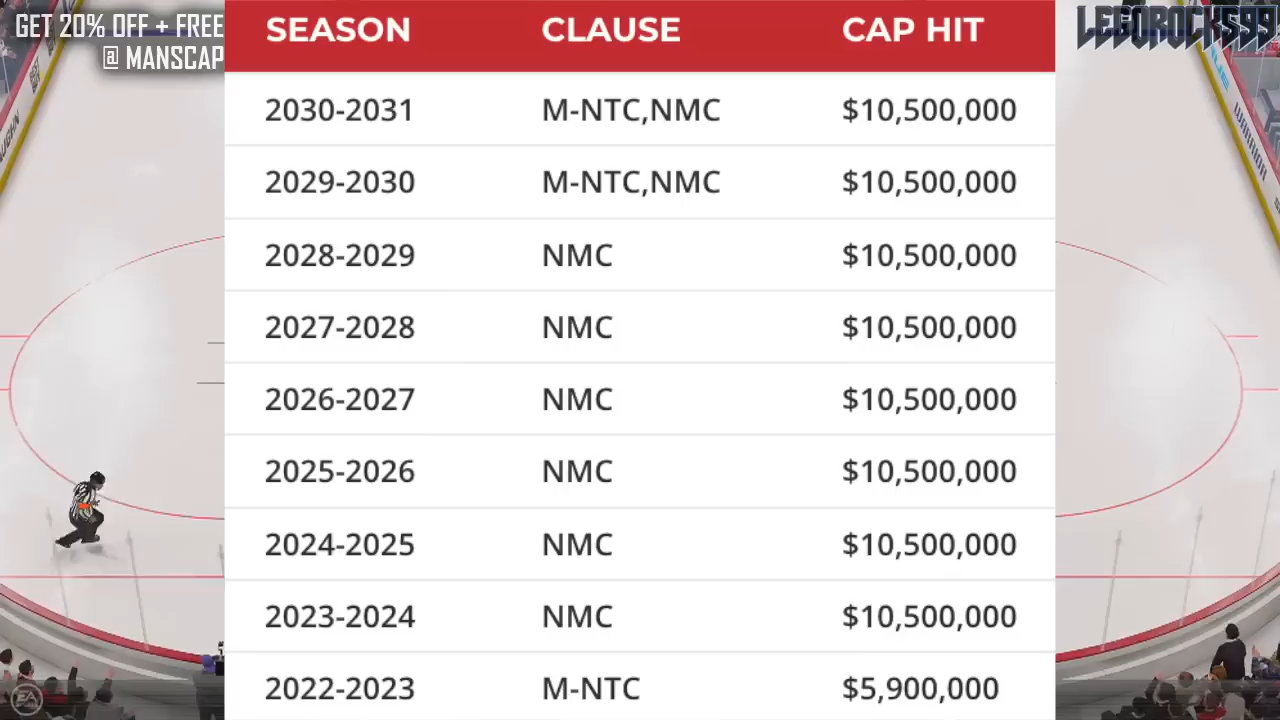 GET 20% OFF + FREE
@ MANSCAP
LEGOROCKS99
SEASON CLAUSE CAP HIT
2030-2031 M-NTC,NMC $10,500,000
2029-2030 M-NTC,NMC $10,500,000
2028-2029 NMC $10,500,000
2027-2028 NMC $10,500,000
2026-2027 NMC $10,500,000
2025-2026 NMC $10,500,000
2024-2025 NMC $10,500,000
2023-2024 NMC $10,500,000
2022-2023 M-NTC $5,900,000
WARRIOR
EA